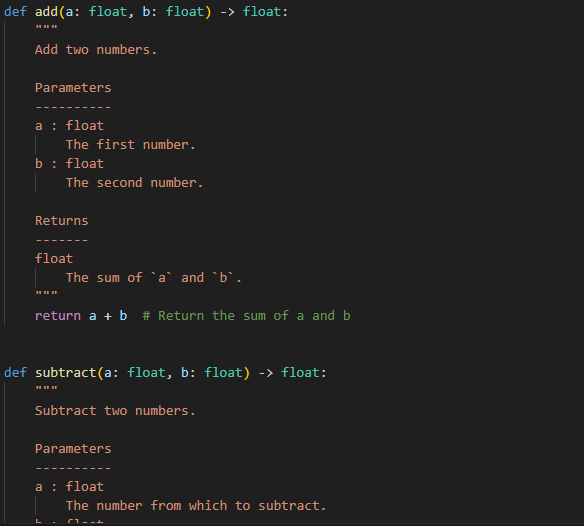 def add(a: float, b: float) -> float:
    """
    Add two numbers.

    Parameters
    ----------
    a : float
        The first number.
    b : float
        The second number.

    Returns
    -------
    float
        The sum of `a` and `b`.
    """
    return a + b  # Return the sum of a and b


def subtract(a: float, b: float) -> float:
    """
    Subtract two numbers.

    Parameters
    ----------
    a : float
        The number from which to subtract.
    b : float